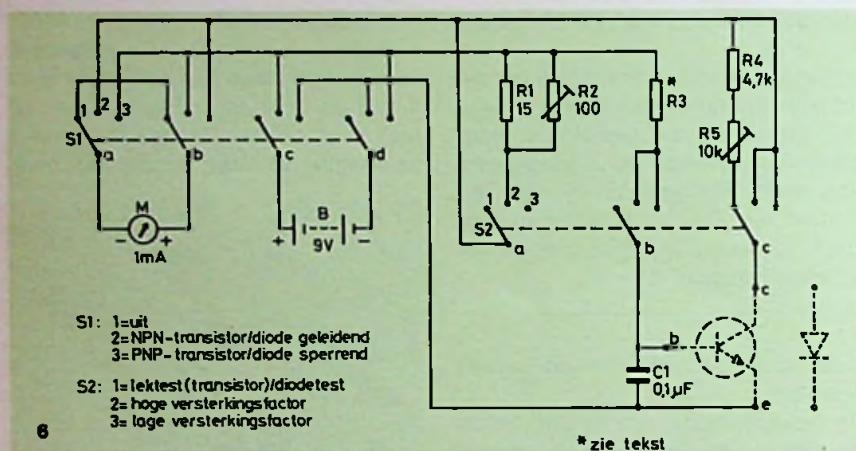 1
2
3
S1
a
b
c
d
M
- +
1mA
B
+ -
9V
R1
15
R2
100
*
R3
R4
4,7k
R5
10k
1
2
3
S2
a
b
c
c
b
C1
0,1µF
e
S1: 1=uit
2=NPN-transistor/diode geleidend
3=PNP-transistor/diode sperrend
S2: 1=lektest(transistor)/diodetest
2=hoge versterkingsfactor
3=lage versterkingsfactor
6
*zie tekst